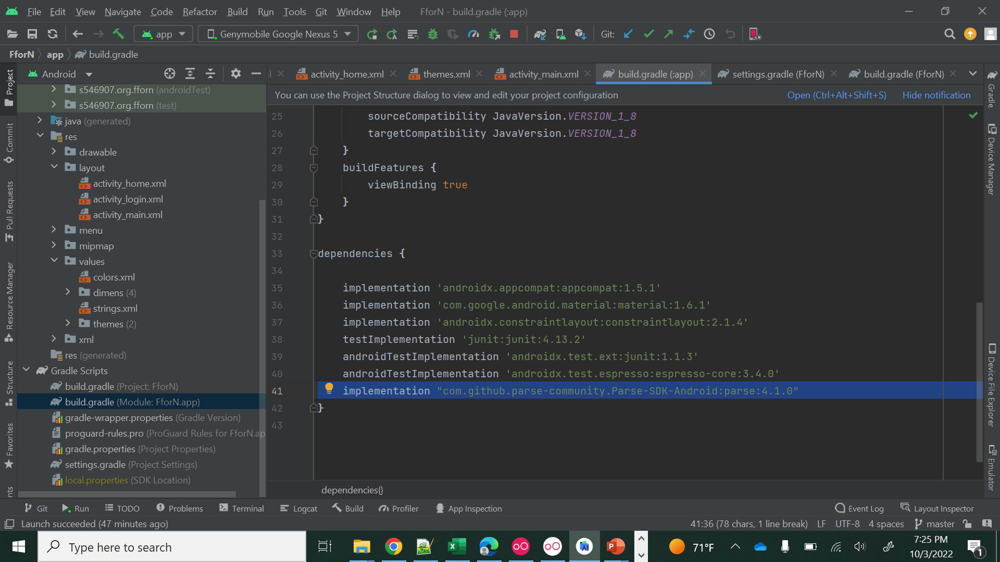 File Edit View Navigate Code Refactor Build Run Tools Git Window Help FforN - build.gradle (:app)
app Genymobile Google Nexus 5 Git:
FforN app build.gradle
Project
Commit
Pull Requests
Resource Manager
Structure
Favorites
Android
s546907.org.fforn (androidTest)
s546907.org.fforn (test)
java (generated)
res
drawable
layout
activity_home.xml
activity_login.xml
activity_main.xml
menu
mipmap
values
colors.xml
dimens (4)
strings.xml
themes (2)
xml
res (generated)
Gradle Scripts
build.gradle (Project: FforN)
build.gradle (Module: FforN.app)
gradle-wrapper.properties (Gradle Version)
proguard-rules.pro (ProGuard Rules for FforN.ap
gradle.properties (Project Properties)
settings.gradle (Project Settings)
local.properties (SDK Location)
activity_home.xml themes.xml activity_main.xml build.gradle (:app) settings.gradle (FforN) build.gradle (FforN)
You can use the Project Structure dialog to view and edit your project configuration Open (Ctrl+Alt+Shift+S) Hide notification
25 sourceCompatibility JavaVersion.VERSION_1_8
26 targetCompatibility JavaVersion.VERSION_1_8
27 }
28 buildFeatures {
29 viewBinding true
30 }
31 }
32
33 dependencies {
34
35 implementation 'androidx.appcompat:appcompat:1.5.1'
36 implementation 'com.google.android.material:material:1.6.1'
37 implementation 'androidx.constraintlayout:constraintlayout:2.1.4'
38 testImplementation 'junit:junit:4.13.2'
39 androidTestImplementation 'androidx.test.ext:junit:1.1.3'
40 androidTestImplementation 'androidx.test.espresso:espresso-core:3.4.0'
41 implementation "com.github.parse-community.Parse-SDK-Android:parse:4.1.0"
42 }
43
dependencies{}
Gradle
Device Manager
Device File Explorer
Emulator
Git Run TODO Problems Terminal Logcat Build Profiler App Inspection Event Log Layout Inspector
Launch succeeded (47 minutes ago) 41:36 (78 chars, 1 line break) LF UTF-8 4 spaces master
Type here to search 71°F 7:25 PM
10/3/2022 1